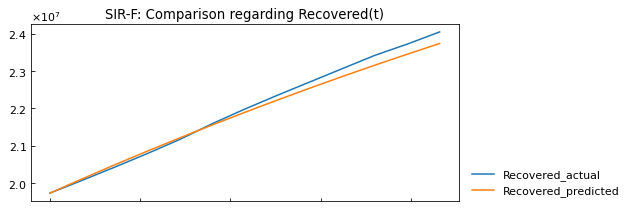 SIR-F: Comparison regarding Recovered(t)
×10⁷
2.4
2.3
2.2
2.1
2.0
Recovered_actual
Recovered_predicted